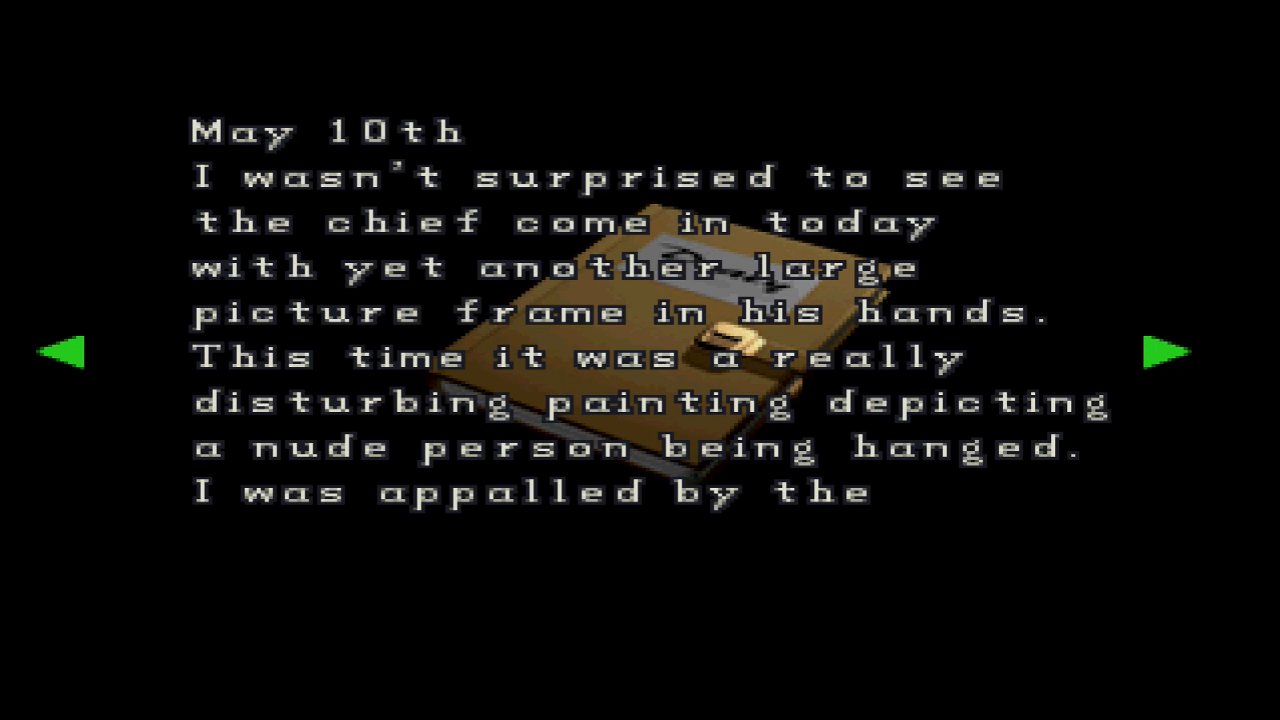 May 10th
I wasn't surprised to see
the chief come in today
with yet another large
picture frame in his hands.
This time it was a really
disturbing painting depicting
a nude person being hanged.
I was appalled by the